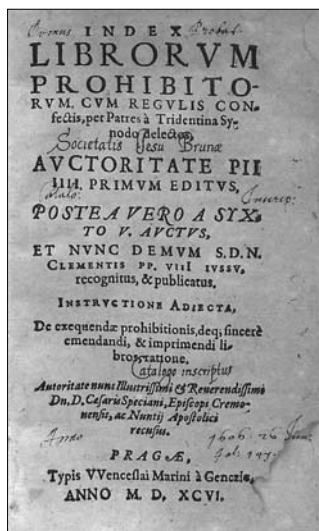 INDEX
LIBRORVM
PROHIBITO-
RVM, CVM REGVLIS CON-
fectis, per Patres à Tridentina Sy-
nodo delectos,
Societatis Jesu Brunæ
AVCTORITATE PII
IIII. PRIMVM EDITVS,
POSTEA VERO A SYX-
TO V. AVCTVS,
ET NVNC DEMVM S.D.N.
CLEMENTIS PP. VIII IVSSV,
recognitus, & publicatus.
INSTRVCTIONE ADIECTA,
De exequendæ prohibitionis, deq; sincerè
emendandi, & imprimendi li-
bros, ratione.
Catalogo inscriptus
Autoritate nunc Illustrissimi & Reverendissimi
Dn. D. Cæsaris Speciani, Episcopi Cremo-
nensis, ac Nuntij Apostolici
recusus.
Anno 1606. 26
PRAGÆ,
Typis VVenceslai Marini à Genczic,
ANNO M. D. XCVI.